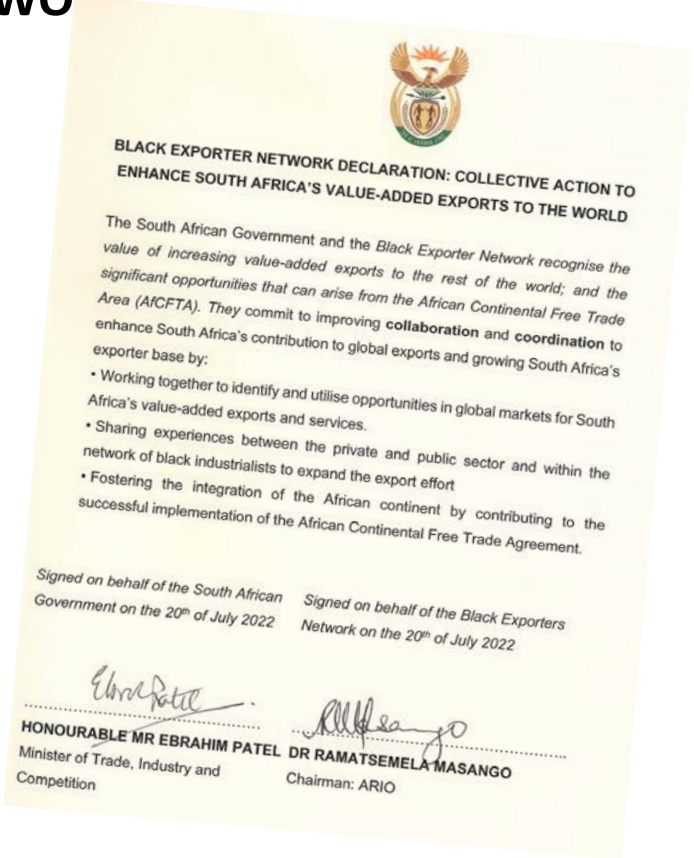 BLACK EXPORTER NETWORK DECLARATION: COLLECTIVE ACTION TO
ENHANCE SOUTH AFRICA'S VALUE-ADDED EXPORTS TO THE WORLD
The South African Government and the Black Exporter Network recognise the
value of increasing value-added exports to the rest of the world; and the
significant opportunities that can arise from the African Continental Free Trade
Area (AfCFTA). They commit to improving collaboration and coordination to
enhance South Africa's contribution to global exports and growing South Africa's
exporter base by:
• Working together to identify and utilise opportunities in global markets for South
Africa's value-added exports and services.
• Sharing experiences between the private and public sector and within the
network of black industrialists to expand the export effort
• Fostering the integration of the African continent by contributing to the
successful implementation of the African Continental Free Trade Agreement.
Signed on behalf of the South African
Government on the 20th of July 2022
Signed on behalf of the Black Exporters
Network on the 20th of July 2022
HONOURABLE MR EBRAHIM PATEL
Minister of Trade, Industry and
Competition
DR RAMATSEMELA MASANGO
Chairman: ARIO